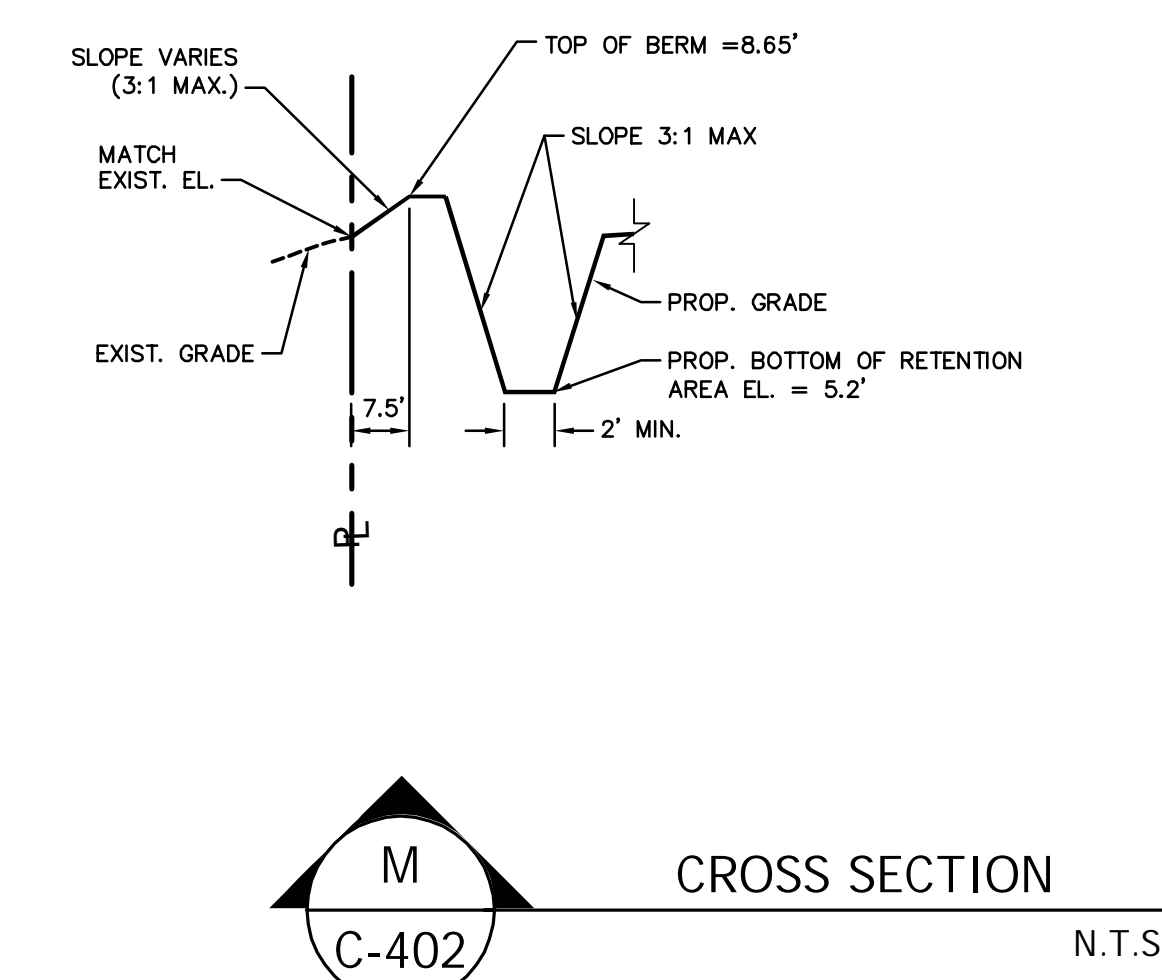 TOP OF BERM =8.65'
SLOPE VARIES
(3:1 MAX.)
SLOPE 3:1 MAX
MATCH
EXIST. EL.
PROP. GRADE
EXIST. GRADE
PROP. BOTTOM OF RETENTION
AREA EL. = 5.2'
7.5'
2' MIN.
PL
M
CROSS SECTION
C-402
N.T.S